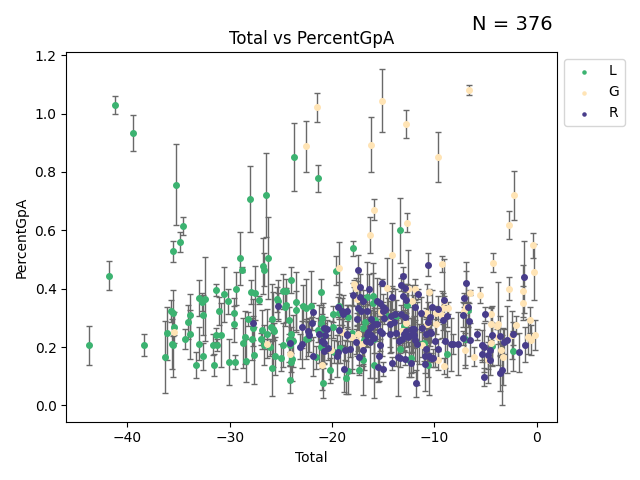 N = 376
Total vs PercentGpA
L
G
R
PercentGpA
1.2
1.0
0.8
0.6
0.4
0.2
0.0
−40
−30
−20
−10
0
Total